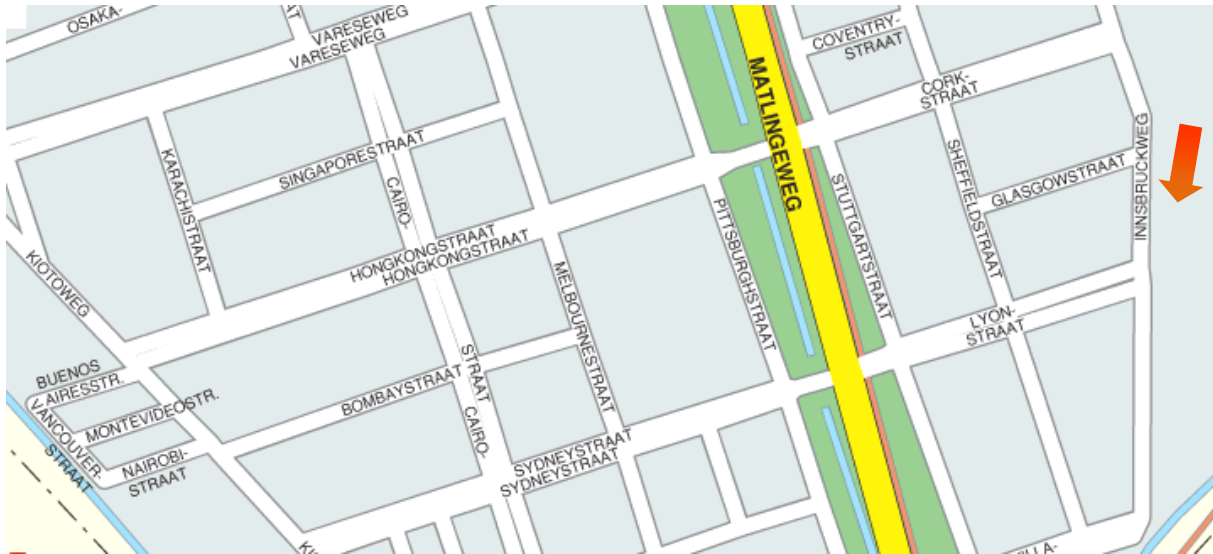 OSAKA-
VARESEWEG
VARESEWEG
COVENTRY-
STRAAT
MATLINGEWEG
CORK-
STRAAT
KARACHISTRAAT
SINGAPORESTRAAT
CAIRO-
STRAAT
INNSBRUCKWEG
SHEFFIELDSTRAAT
GLASGOWSTRAAT
STUTTGARTSTRAAT
PITTSBURGHSTRAAT
HONGKONGSTRAAT
HONGKONGSTRAAT
KIOTOWEG
MELBOURNESTRAAT
LYON-
STRAAT
BUENOS
AIRESSTR.
MONTEVIDEOSTR.
VANCOUVER-
STRAAT
NAIROBI-
STRAAT
BOMBAYSTRAAT
CAIRO-
SYDNEYSTRAAT
SYDNEYSTRAAT